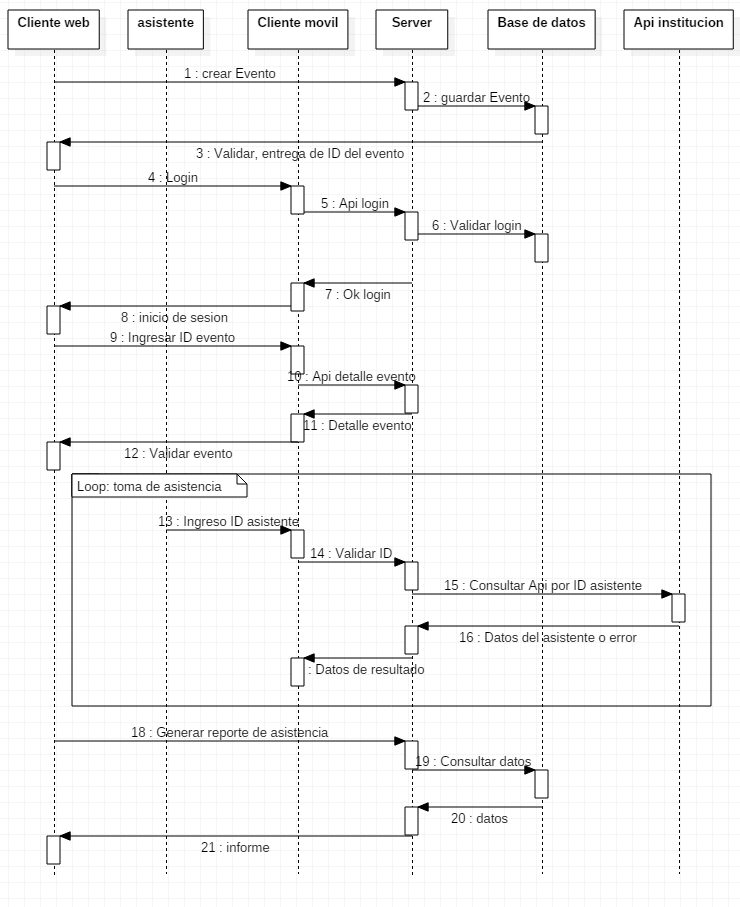 Cliente web
asistente
Cliente movil
Server
Base de datos
Api institucion
1 : crear Evento
2 : guardar Evento
3 : Validar, entrega de ID del evento
4 : Login
5 : Api login
6 : Validar login
7 : Ok login
8 : inicio de sesion
9 : Ingresar ID evento
10 : Api detalle evento
11 : Detalle evento
12 : Validar evento
Loop: toma de asistencia
13 : Ingreso ID asistente
14 : Validar ID
15 : Consultar Api por ID asistente
16 : Datos del asistente o error
: Datos de resultado
18 : Generar reporte de asistencia
19 : Consultar datos
20 : datos
21 : informe